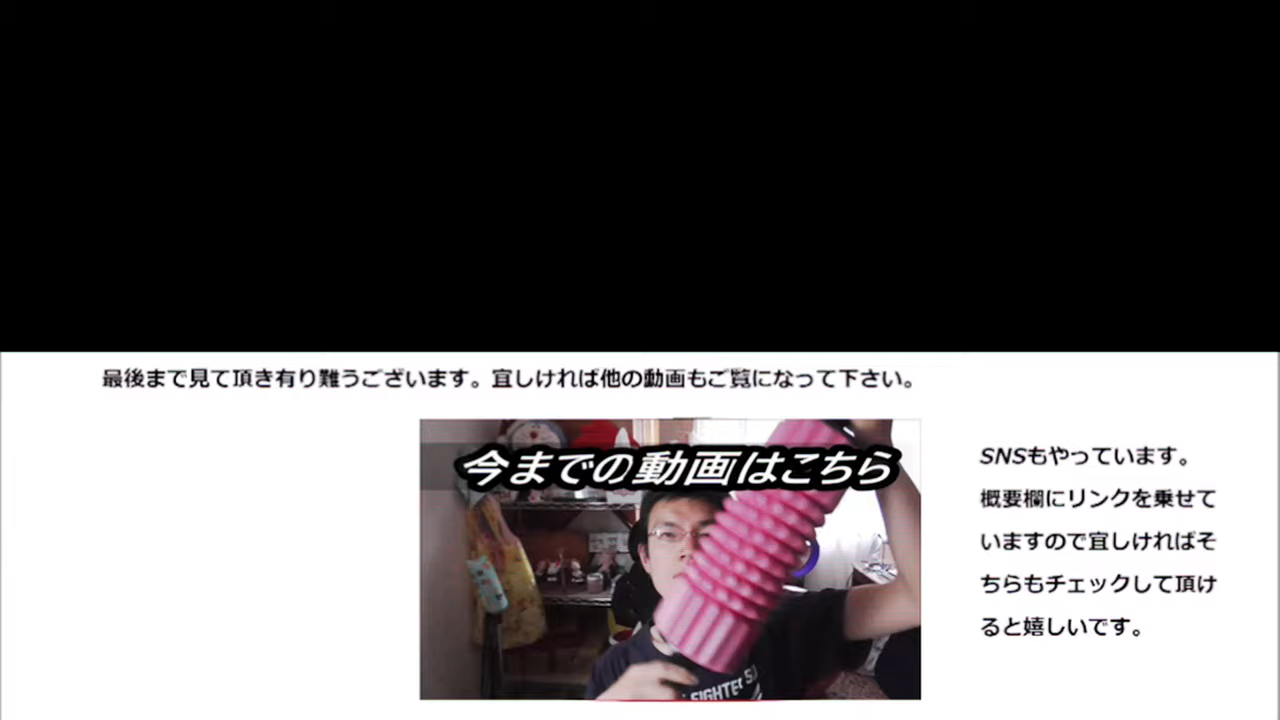 最後まで見て頂き有り難うございます。宜しければ他の動画もご覧になって下さい。
今までの動画はこちら
SNSもやっています。
概要欄にリンクを乗せて
いますので宜しければそ
ちらもチェックして頂け
ると嬉しいです。
FIGHTE